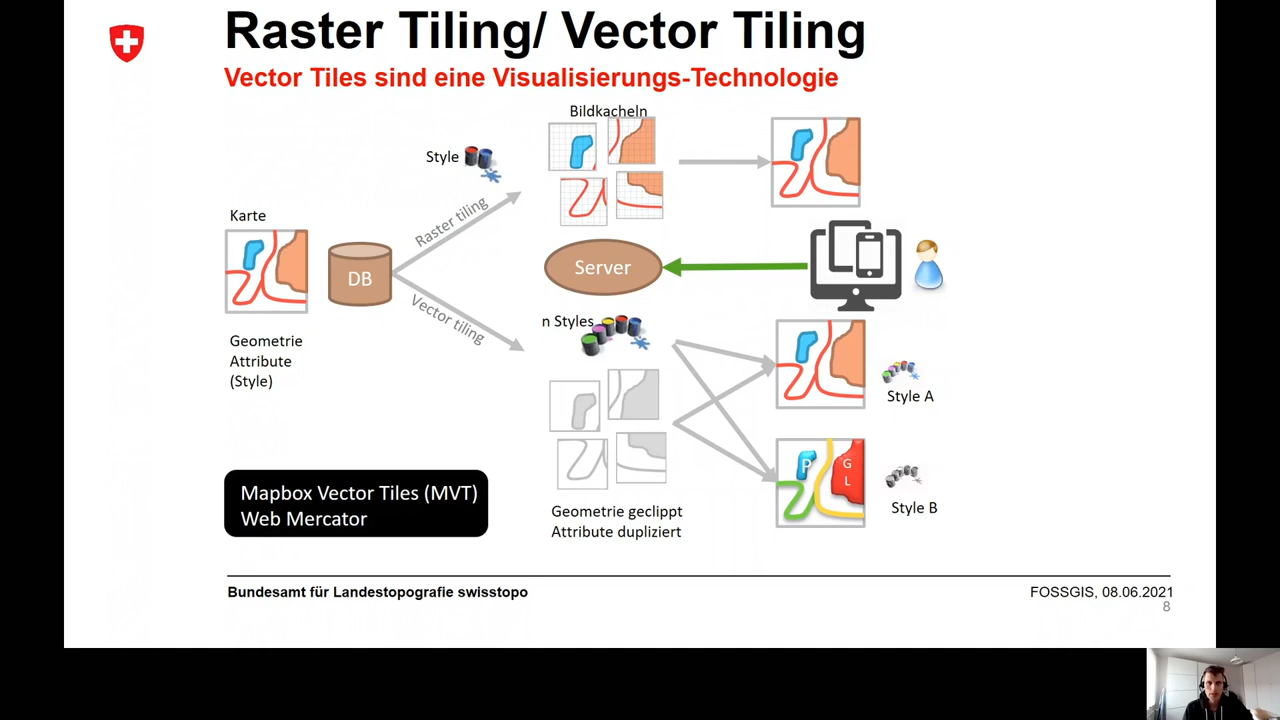 Raster Tiling/ Vector Tiling
Vector Tiles sind eine Visualisierungs-Technologie
Bildkacheln
Style
Raster tiling
Karte
DB
Server
Vector tiling
n Styles
Geometrie
Attribute
(Style)
Style A
P
G
L
Style B
Mapbox Vector Tiles (MVT)
Web Mercator
Geometrie geclippt
Attribute dupliziert
Bundesamt für Landestopografie swisstopo
FOSSGIS, 08.06.2021
8